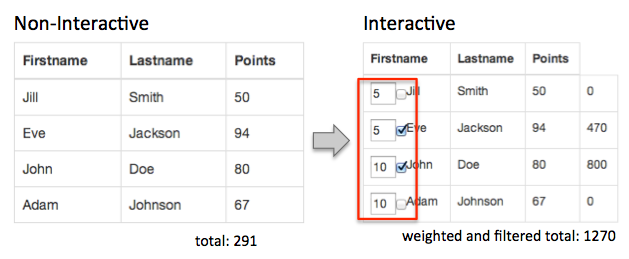 Non-Interactive
Firstname Lastname Points
Jill Smith 50
Eve Jackson 94
John Doe 80
Adam Johnson 67
total: 291
Interactive
Firstname Lastname Points
5 Jill Smith 50 0
5 Eve Jackson 94 470
10 John Doe 80 800
10 Adam Johnson 67 0
weighted and filtered total: 1270